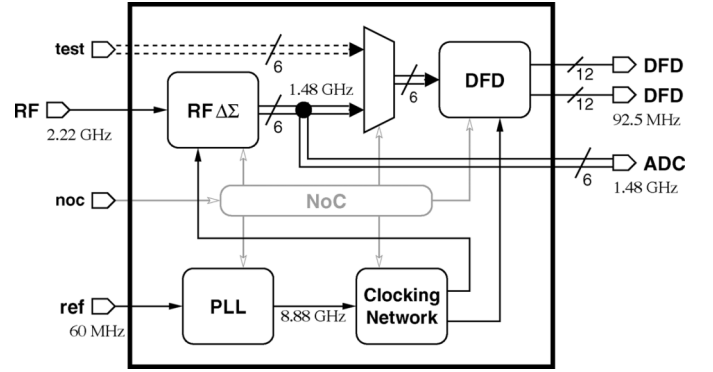 test
6
RF
2.22 GHz
RF ΔΣ
6
1.48 GHz
6
DFD
12
DFD
12
DFD
92.5 MHz
6
ADC
1.48 GHz
noc
NoC
ref
60 MHz
PLL
8.88 GHz
Clocking
Network